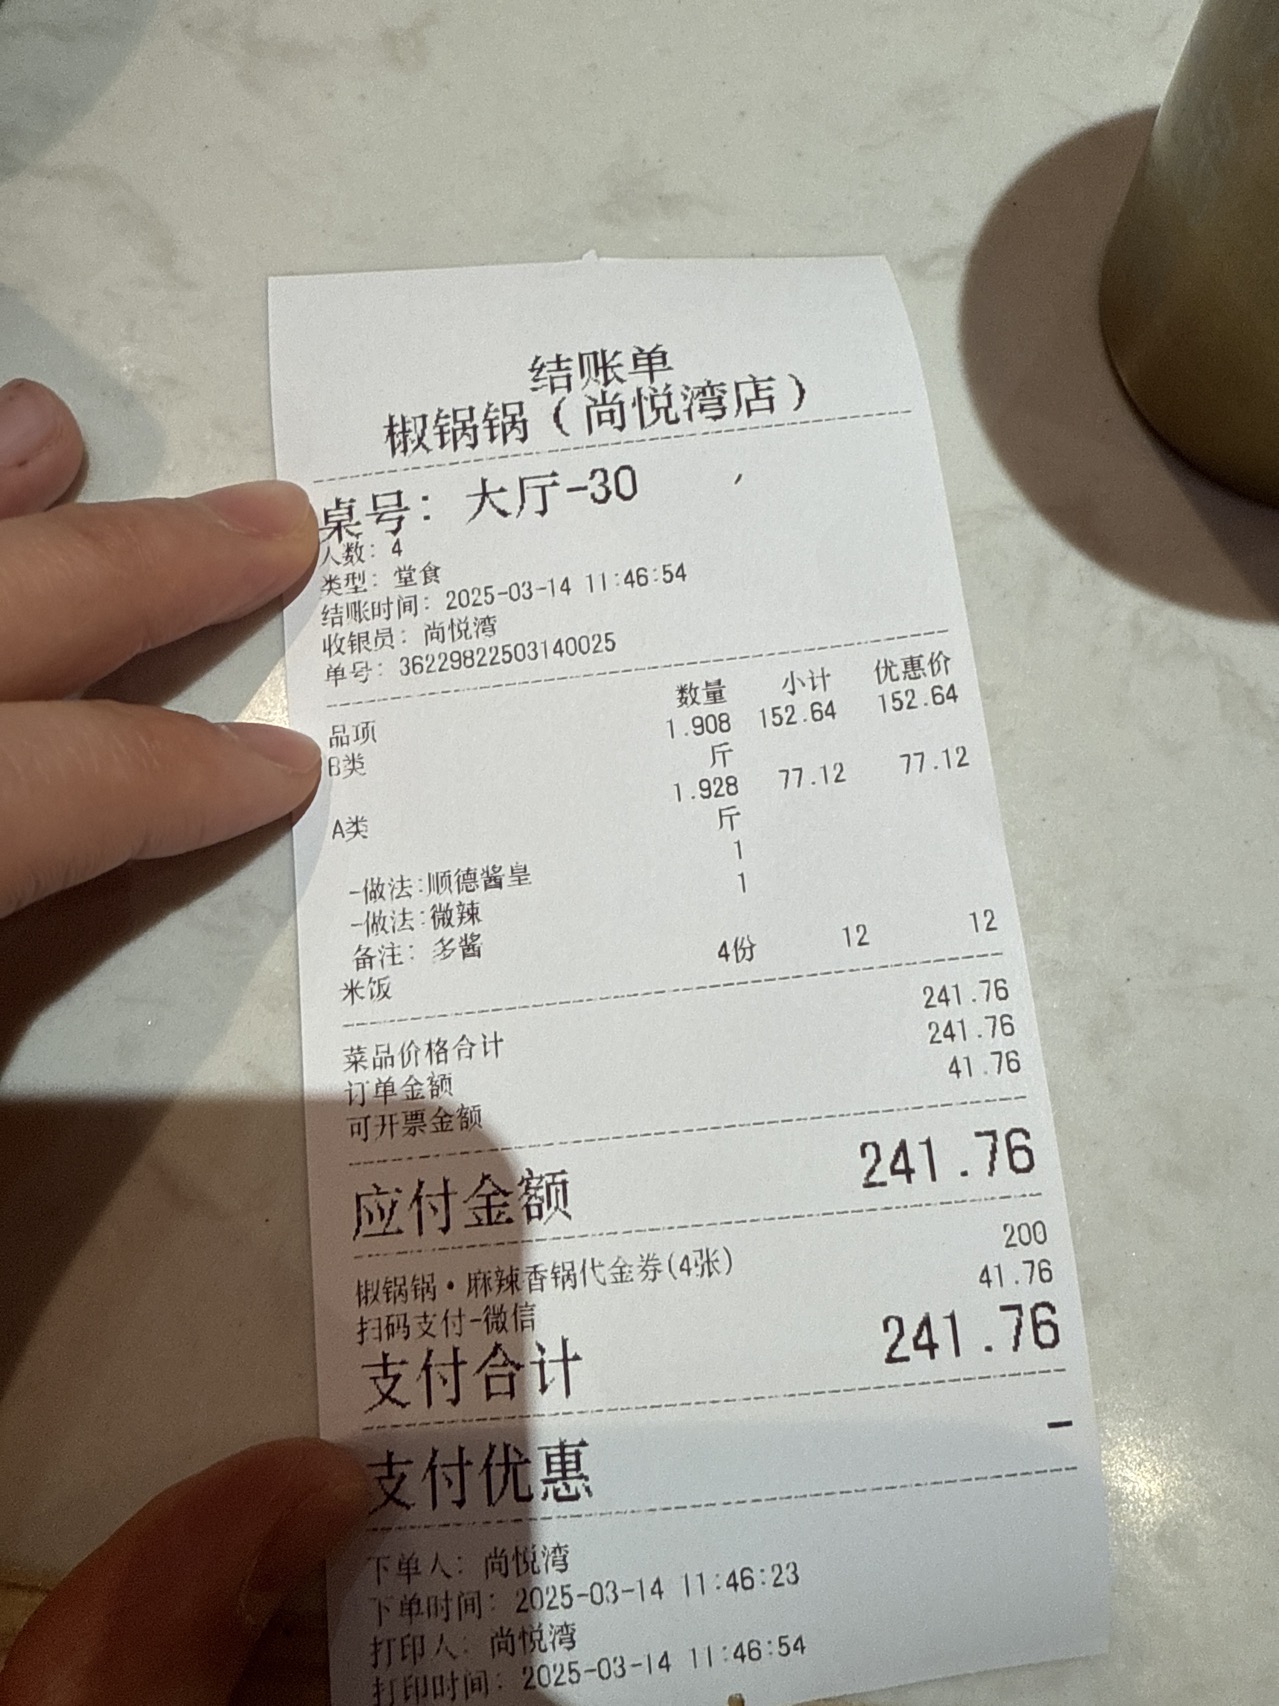 结账单
椒锅锅（尚悦湾店）
桌号：大厅-30
人数：4
类型：堂食
结账时间：2025-03-14 11:46:54
收银员：尚悦湾
单号：36229822503140025
品项 数量 小计 优惠价
B类 1.908 152.64 152.64
斤
A类 1.928 77.12 77.12
斤
-做法:顺德酱皇 1
-做法:微辣 1
备注：多酱
米饭 4份 12 12
菜品价格合计 241.76
订单金额 241.76
可开票金额 41.76
应付金额 241.76
椒锅锅·麻辣香锅代金券(4张) 200
扫码支付-微信 41.76
支付合计 241.76
支付优惠 -
下单人：尚悦湾
下单时间：2025-03-14 11:46:23
打印人：尚悦湾
打印时间：2025-03-14 11:46:54